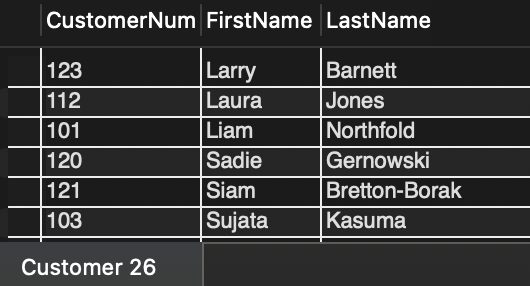 CustomerNum FirstName LastName
123 Larry Barnett
112 Laura Jones
101 Liam Northfold
120 Sadie Gernowski
121 Siam Bretton-Borak
103 Sujata Kasuma
Customer 26